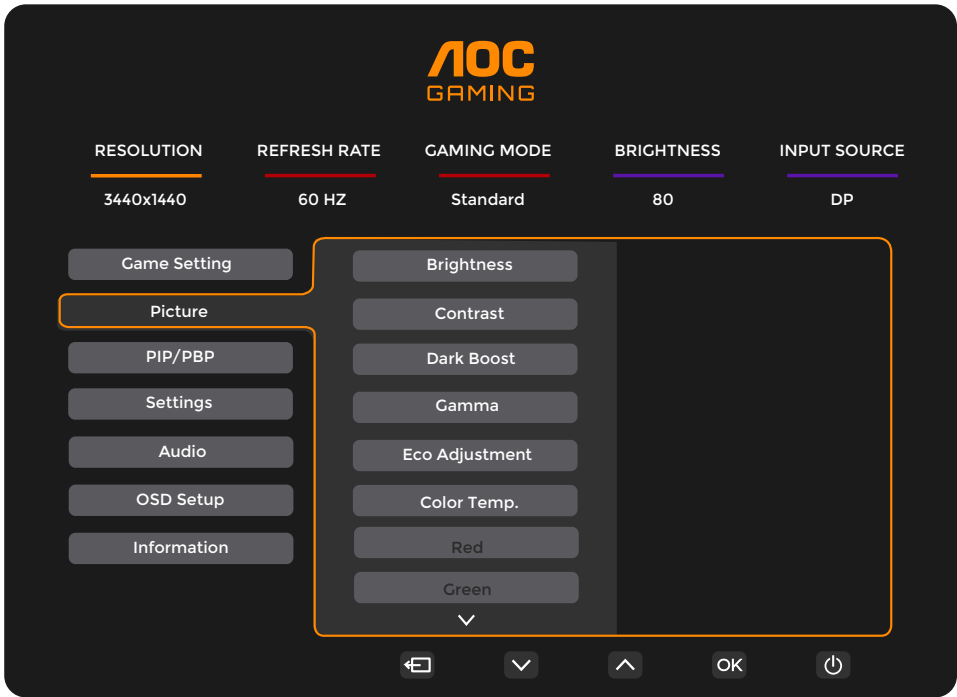 AOC
GAMING
RESOLUTION REFRESH RATE GAMING MODE BRIGHTNESS INPUT SOURCE
3440x1440 60 HZ Standard 80 DP
Game Setting
Picture
PIP/PBP
Settings
Audio
OSD Setup
Information
Brightness
Contrast
Dark Boost
Gamma
Eco Adjustment
Color Temp.
Red
Green
OK